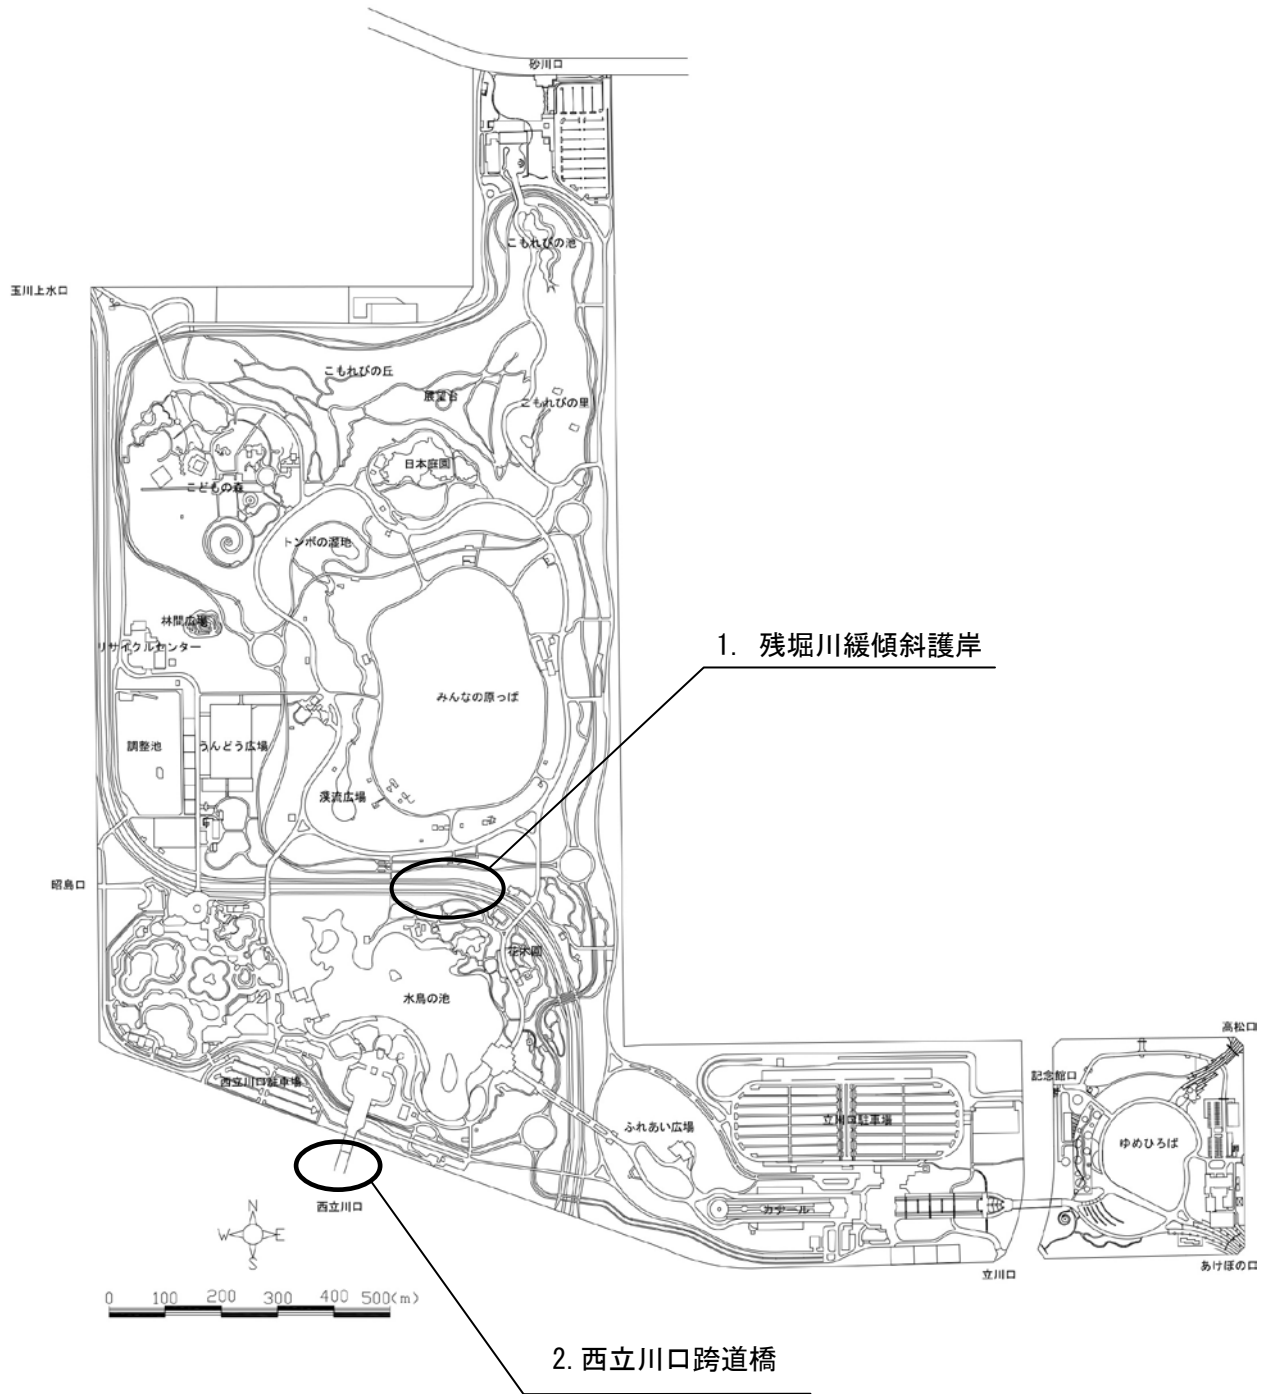 砂川口
こもれびの池
玉川上水口
こもれびの丘
展望台
こもれびの里
日本庭園
こどもの森
トンボの湿地
林間広場
リサイクルセンター
1. 残堀川緩傾斜護岸
みんなの原っぱ
調整池
うんどう広場
渓流広場
昭島口
花木園
水鳥の池
高松口
記念館口
西立川口駐車場
ふれあい広場
立川口駐車場
ゆめひろば
西立川口
カナール
N
W
E
S
立川口
あけぼの口
0 100 200 300 400 500(m)
2. 西立川口跨道橋